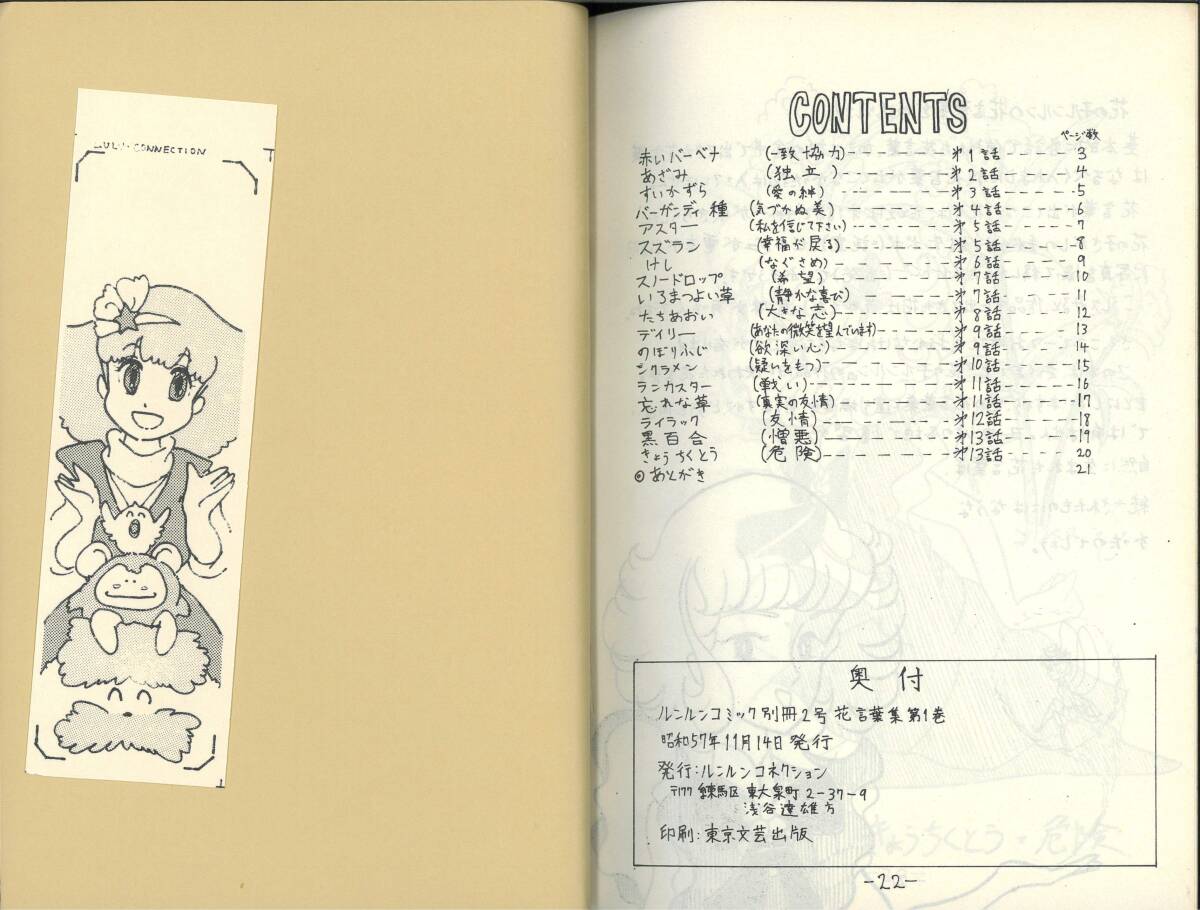 LULU・CONNECTION
CONTENTS
ページ数
赤いバーベナ (一致協力) 第1話 3
あざみ (独立) 第2話 4
すいかずら (愛の絆) 第3話 5
バーガンディ種 (気づかぬ美) 第4話 6
アスター (私を信じて下さい) 第5話 7
スズラン (幸福が戻る) 第5話 8
けし (なぐさめ) 第6話 9
スノードロップ (希望) 第7話 10
いろまつよい草 (静かな喜び) 第7話 11
たちあおい (大きな志) 第8話 12
デイリー (あなたの微笑を望んでいます) 第9話 13
のぼりふじ (欲深い心) 第9話 14
シクラメン (疑いをもつ) 第10話 15
ランカスター (戦い) 第11話 16
忘れな草 (真実の友情) 第11話 17
ライラック (友情) 第12話 18
黒百合 (憎悪) 第13話 19
きょうちくとう (危険) 第13話 20
◎あとがき 21
奥付
ルンルンコミック別冊2号 花言葉集第1巻
昭和57年11月14日発行
発行:ルンルンコネクション
〒177 練馬区東大泉町2-37-9
浅谷達雄方
印刷:東京文芸出版
-22-